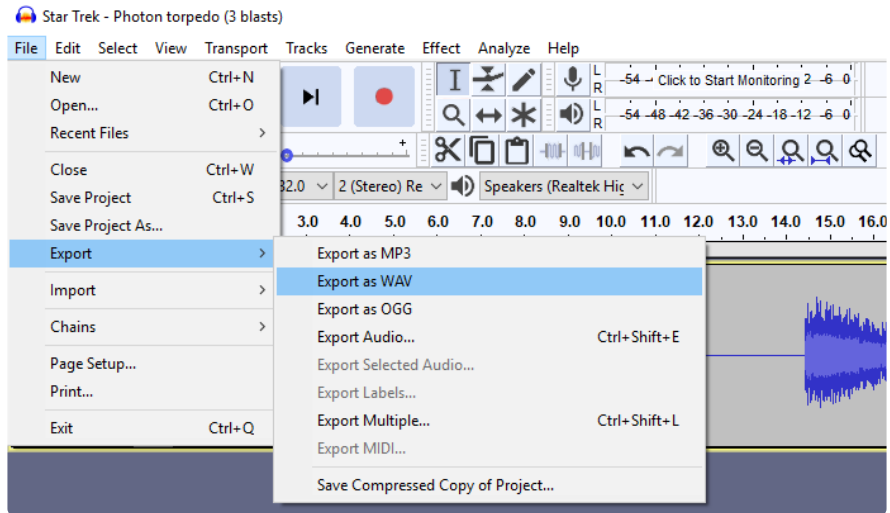 Star Trek - Photon torpedo (3 blasts)
File Edit Select View Transport Tracks Generate Effect Analyze Help
New Ctrl+N
Open... Ctrl+O
Recent Files
Close Ctrl+W
Save Project Ctrl+S
Save Project As...
Export
Import
Chains
Page Setup...
Print...
Exit Ctrl+Q
L
R
-54 Click to Start Monitoring 2 -6 0
L
R
-54 -48 -42 -36 -30 -24 -18 -12 -6 0
+
32.0 2 (Stereo) Re Speakers (Realtek Hig
3.0 4.0 5.0 6.0 7.0 8.0 9.0 10.0 11.0 12.0 13.0 14.0 15.0 16.0
Export as MP3
Export as WAV
Export as OGG
Export Audio... Ctrl+Shift+E
Export Selected Audio...
Export Labels...
Export Multiple... Ctrl+Shift+L
Export MIDI...
Save Compressed Copy of Project...